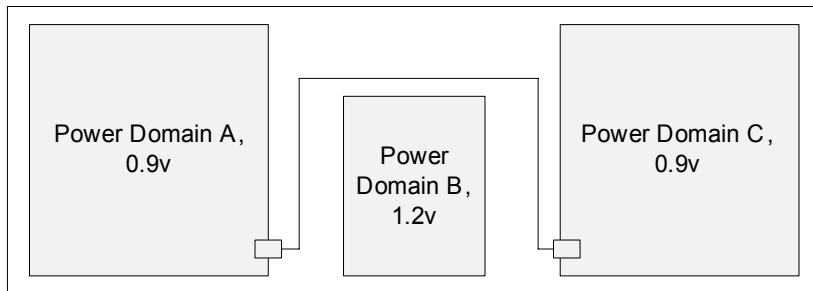 Power Domain A,
0.9v
Power
Domain B,
1.2v
Power Domain C,
0.9v